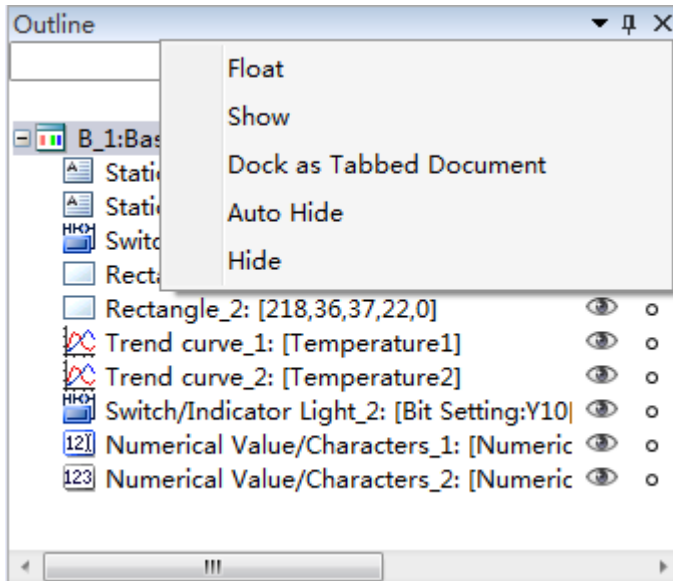 Outline
Float
Show
Dock as Tabbed Document
Auto Hide
Hide
B_1:Bas
Stati
Stati
Switc
Recta
Rectangle_2: [218,36,37,22,0]
Trend curve_1: [Temperature1]
Trend curve_2: [Temperature2]
Switch/Indicator Light_2: [Bit Setting:Y10
Numerical Value/Characters_1: [Numeric
Numerical Value/Characters_2: [Numeric